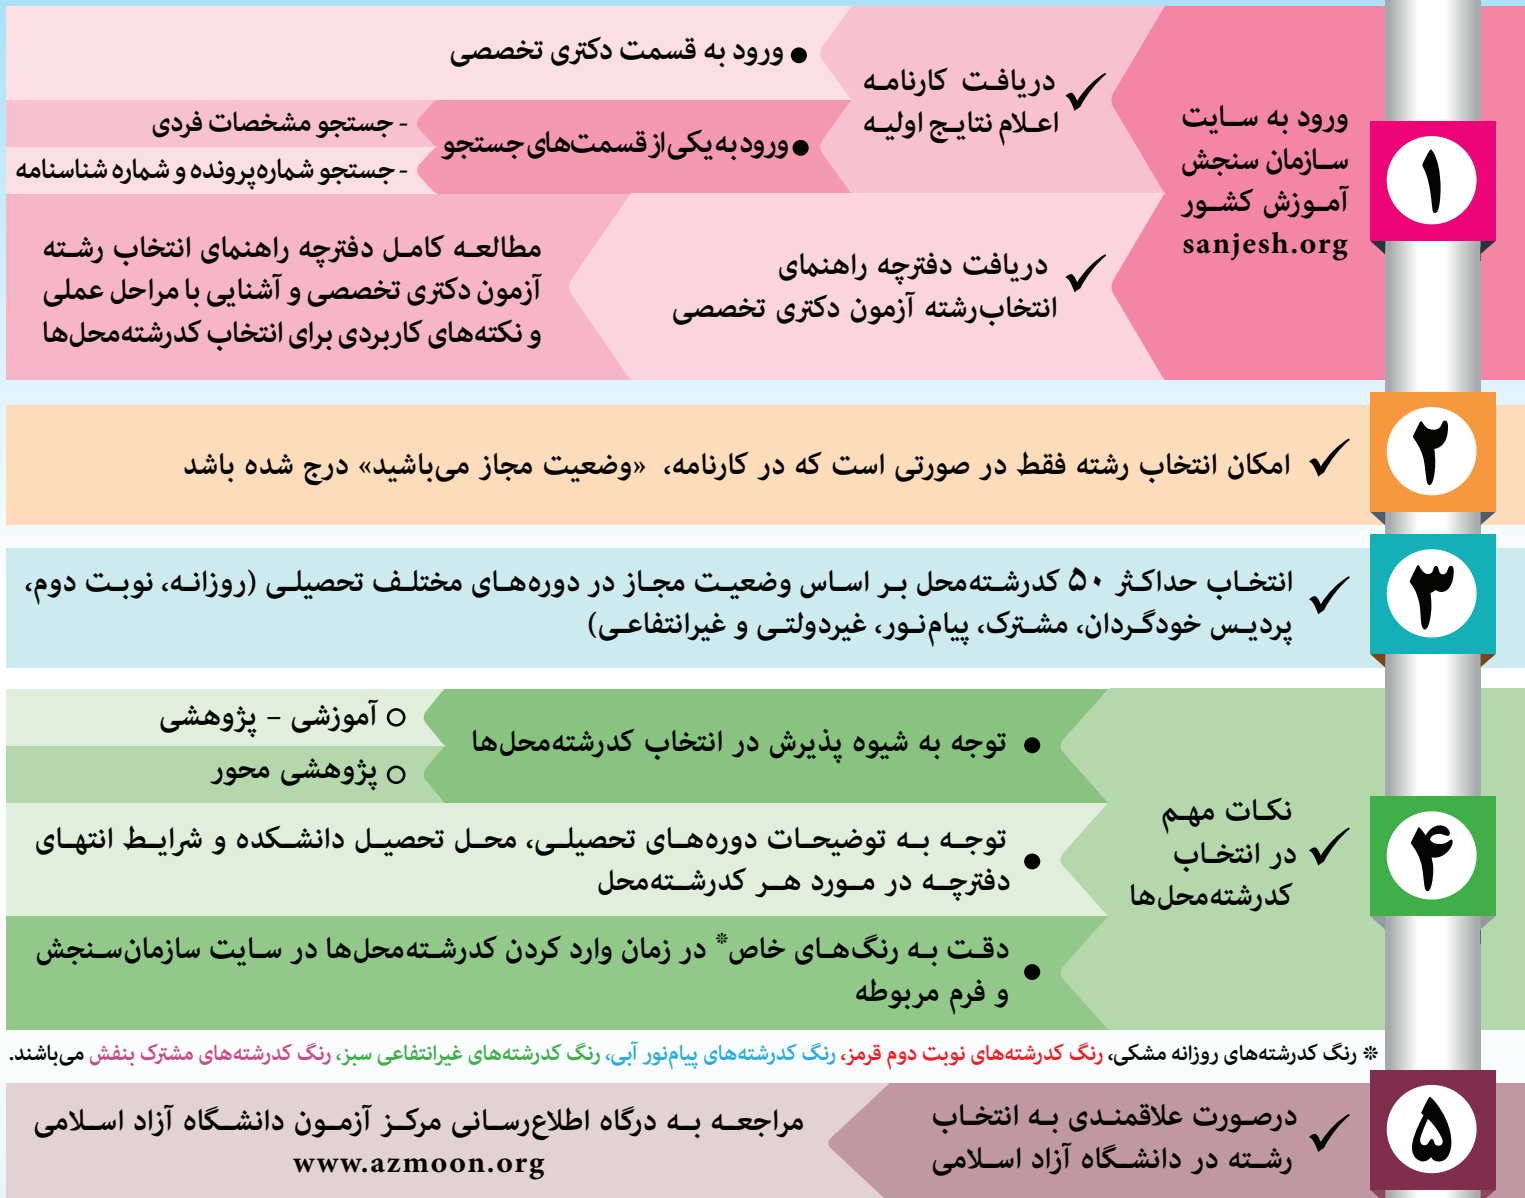 ۱
ورود به سایت
سازمان سنجش
آموزش کشور
sanjesh.org
✓ دریافت کارنامه
اعلام نتایج اولیه
● ورود به قسمت دکتری تخصصی
● ورود به یکی از قسمت‌های جستجو
- جستجو مشخصات فردی
- جستجو شماره‌پرونده و شماره شناسنامه
✓ دریافت دفترچه راهنمای
انتخاب‌رشته آزمون دکتری تخصصی
مطالعه کامل دفترچه راهنمای انتخاب رشته
آزمون دکتری تخصصی و آشنایی با مراحل عملی
و نکته‌های کاربردی برای انتخاب کدرشته‌محل‌ها
۲
✓ امکان انتخاب رشته فقط در صورتی است که در کارنامه، «وضعیت مجاز می‌باشید» درج شده باشد
۳
✓ انتخاب حداکثر ۵۰ کدرشته‌محل بر اساس وضعیت مجاز در دوره‌های مختلف تحصیلی (روزانه، نوبت دوم،
پردیس خودگردان، مشترک، پیام‌نور، غیردولتی و غیرانتفاعی)
۴
✓ نکات مهم
در انتخاب
کدرشته‌محل‌ها
● توجه به شیوه پذیرش در انتخاب کدرشته‌محل‌ها
○ آموزشی – پژوهشی
○ پژوهشی محور
● توجه به توضیحات دوره‌های تحصیلی، محل تحصیل دانشکده و شرایط انتهای
دفترچه در مورد هر کدرشته‌محل
● دقت به رنگ‌های خاص* در زمان وارد کردن کدرشته‌محل‌ها در سایت سازمان‌سنجش
و فرم مربوطه
* رنگ کدرشته‌های روزانه مشکی، رنگ کدرشته‌های نوبت دوم قرمز، رنگ کدرشته‌های پیام‌نور آبی، رنگ کدرشته‌های غیرانتفاعی سبز، رنگ کدرشته‌های مشترک بنفش می‌باشند.
۵
✓ درصورت علاقمندی به انتخاب
رشته در دانشگاه آزاد اسلامی
مراجعه به درگاه اطلاع‌رسانی مرکز آزمون دانشگاه آزاد اسلامی
www.azmoon.org